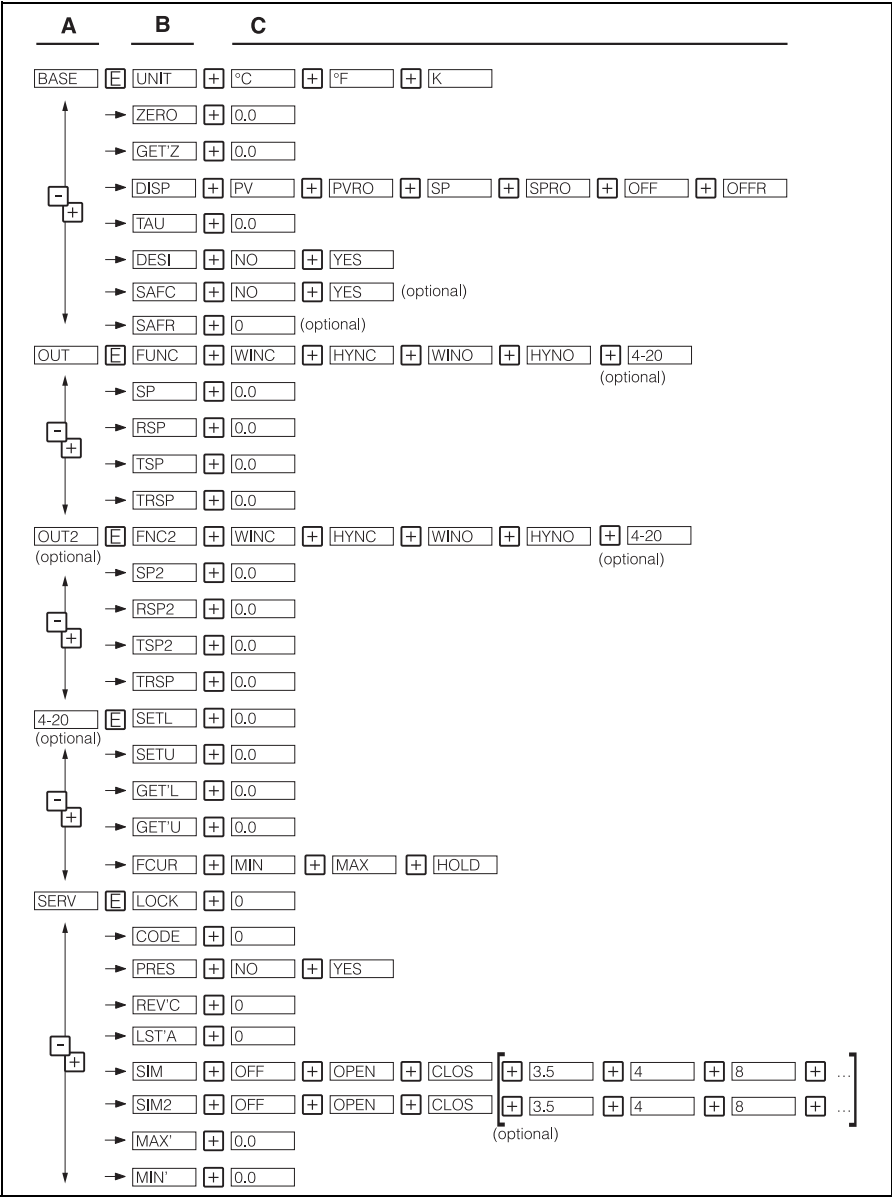 A B C
BASE E UNIT + °C + °F + K
ZERO + 0.0
GET'Z + 0.0
DISP + PV + PVRO + SP + SPRO + OFF + OFFR
- +
TAU + 0.0
DESI + NO + YES
SAFC + NO + YES (optional)
SAFR + 0 (optional)
OUT E FUNC + WINC + HYNC + WINO + HYNO + 4-20
(optional)
SP + 0.0
- +
RSP + 0.0
TSP + 0.0
TRSP + 0.0
OUT2 E FNC2 + WINC + HYNC + WINO + HYNO + 4-20
(optional) (optional)
SP2 + 0.0
RSP2 + 0.0
- +
TSP2 + 0.0
TRSP + 0.0
4-20 E SETL + 0.0
(optional)
SETU + 0.0
GET'L + 0.0
- +
GET'U + 0.0
FCUR + MIN + MAX + HOLD
SERV E LOCK + 0
CODE + 0
PRES + NO + YES
REV'C + 0
LST'A + 0
- +
SIM + OFF + OPEN + CLOS [+ 3.5 + 4 + 8 + ...]
SIM2 + OFF + OPEN + CLOS [+ 3.5 + 4 + 8 + ...]
(optional)
MAX' + 0.0
MIN' + 0.0